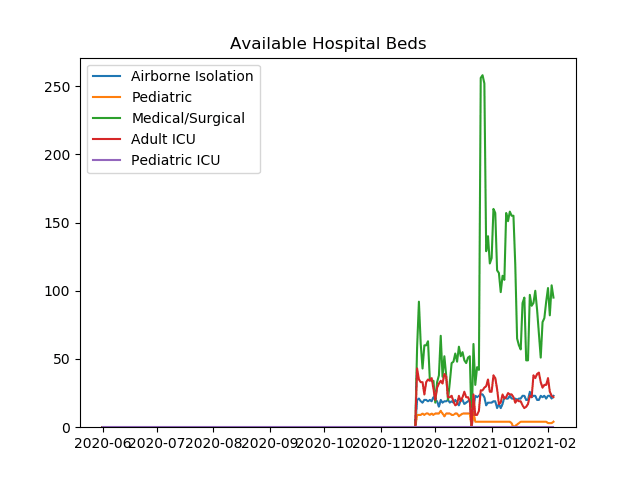 Available Hospital Beds
Airborne Isolation
Pediatric
Medical/Surgical
Adult ICU
Pediatric ICU
250
200
150
100
50
0
2020-06 2020-07 2020-08 2020-09 2020-10 2020-11 2020-12 2021-01 2021-02